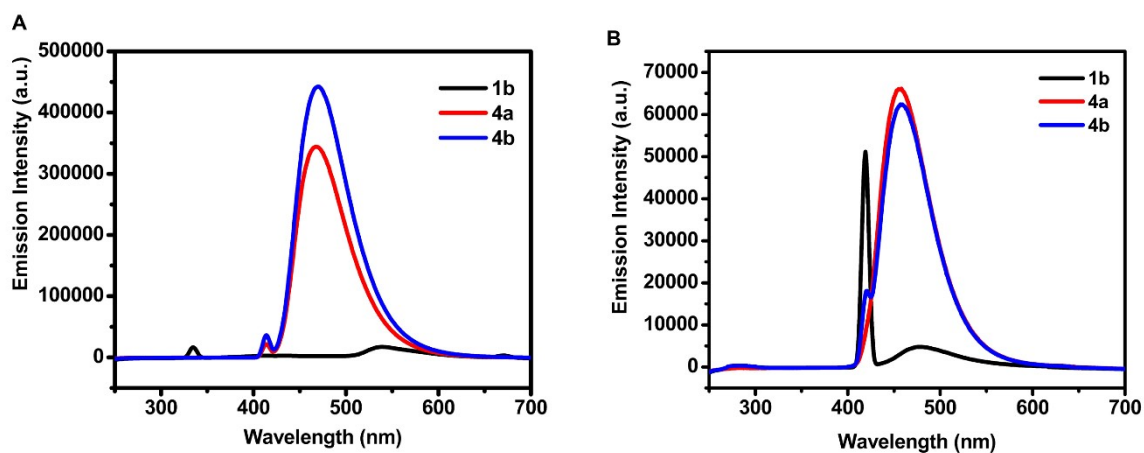 A
Emission Intensity (a.u.)
500000
400000
300000
200000
100000
0
1b
4a
4b
300
400
500
600
700
Wavelength (nm)
B
Emission Intensity (a.u.)
70000
60000
50000
40000
30000
20000
10000
0
1b
4a
4b
300
400
500
600
700
Wavelength (nm)